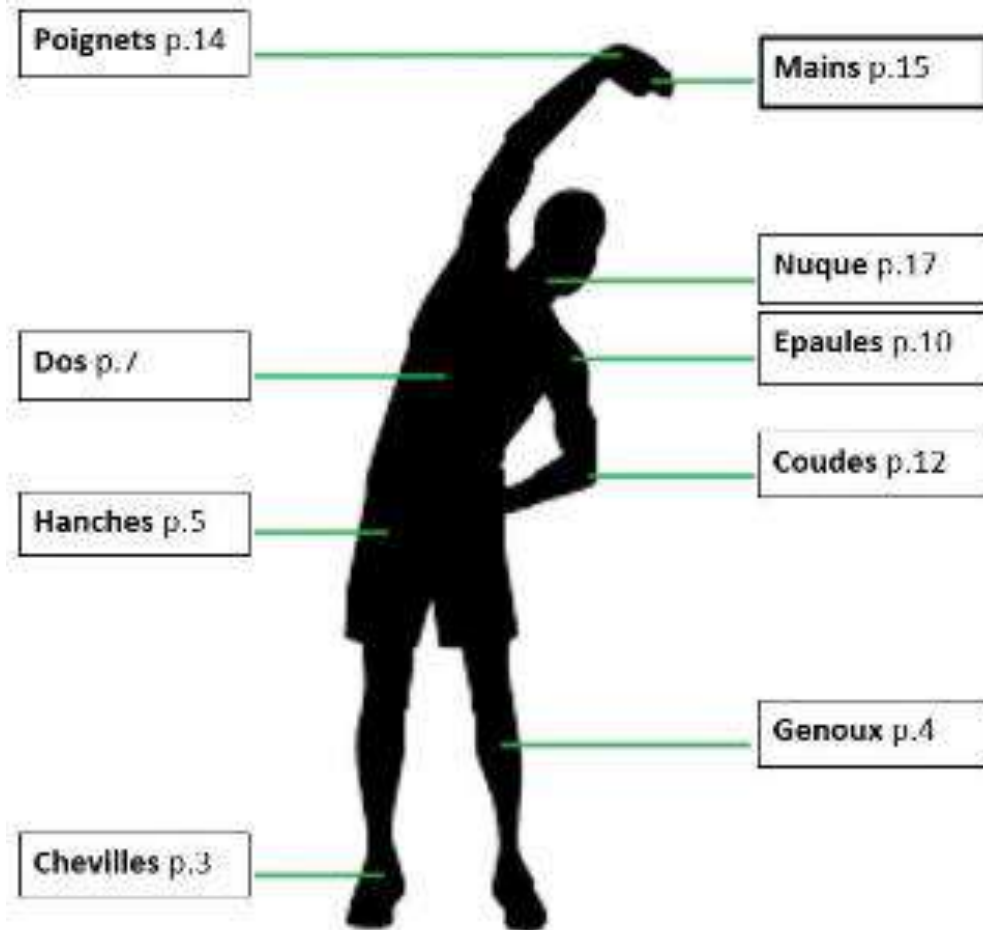 Poignets p.14
Mains p.15
Nuque p.17
Epaules p.10
Dos p.7
Coudes p.12
Hanches p.5
Genoux p.4
Chevilles p.3